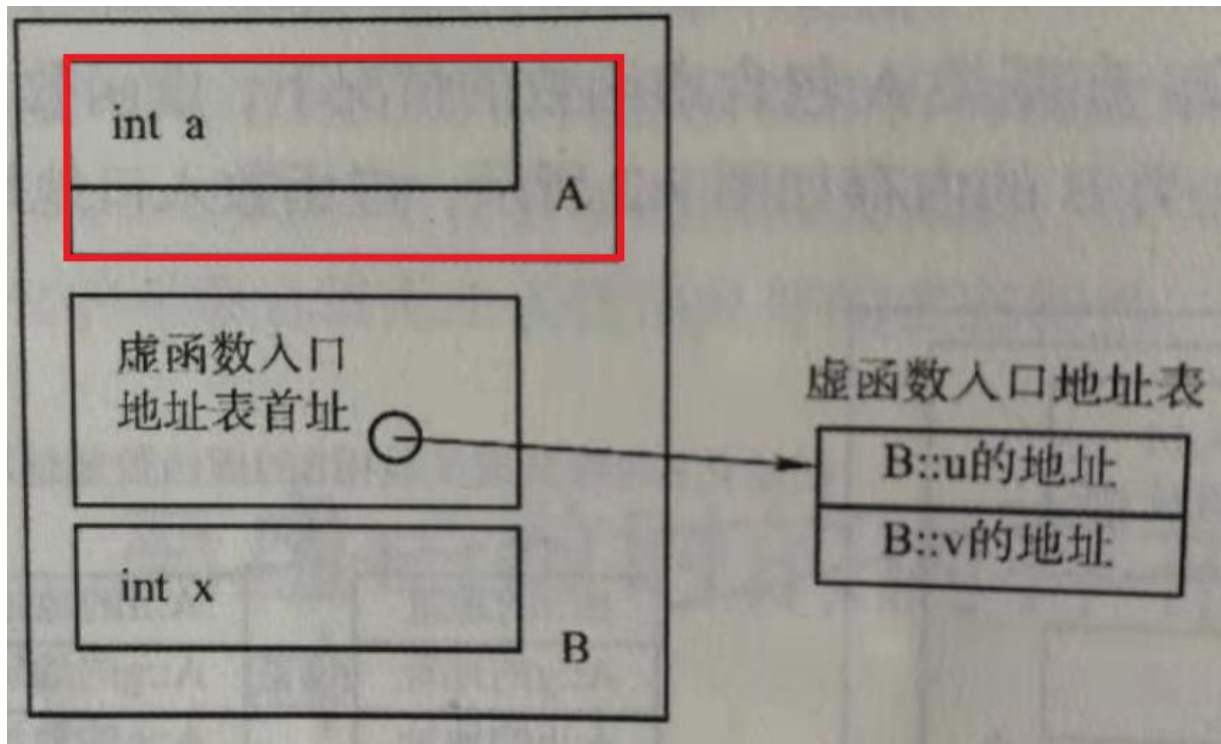 int a
A
虚函数入口
地址表首址
虚函数入口地址表
B::u的地址
B::v的地址
int x
B